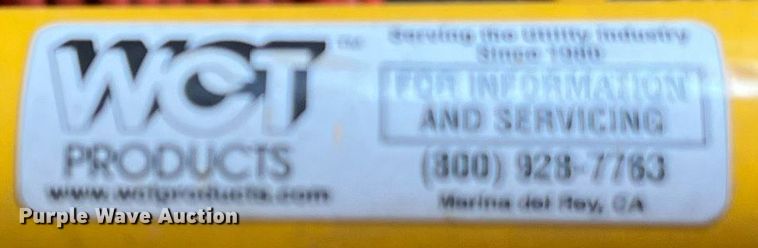 WCT
PRODUCTS
www.wctproducts.com
Serving the Utility Industry
Since 1980
FOR INFORMATION
AND SERVICING
(800) 928-7763
Marina del Rey, CA
Purple Wave Auction